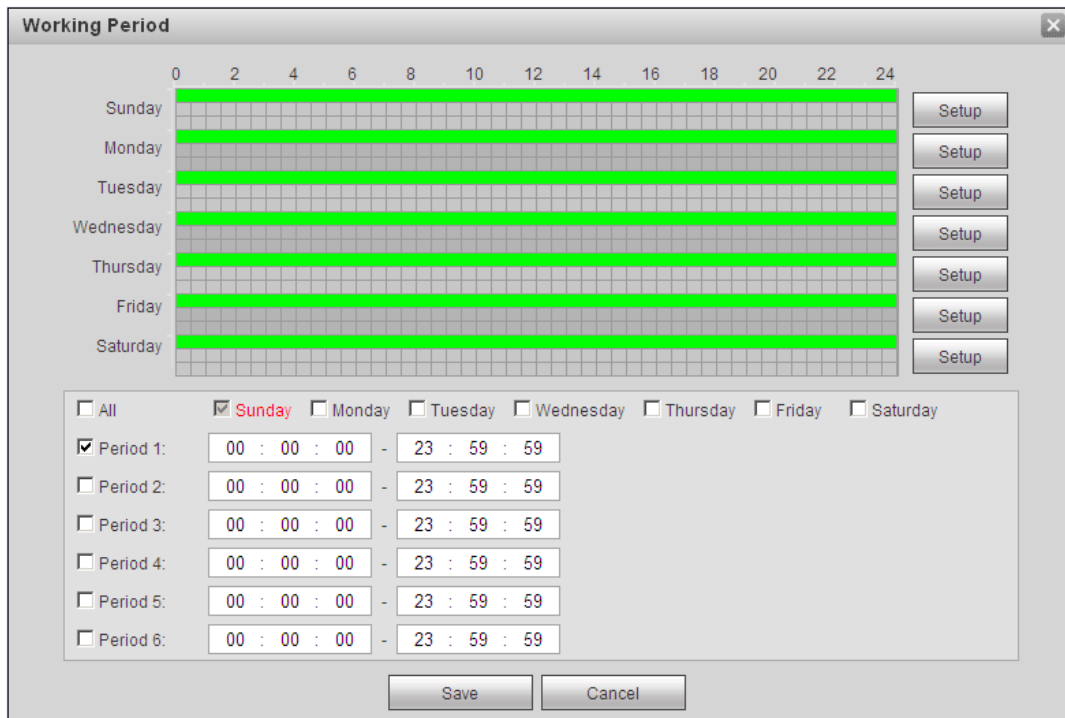 Working Period
0 2 4 6 8 10 12 14 16 18 20 22 24
Sunday Setup
Monday Setup
Tuesday Setup
Wednesday Setup
Thursday Setup
Friday Setup
Saturday Setup
All Sunday Monday Tuesday Wednesday Thursday Friday Saturday
Period 1: 00 : 00 : 00 - 23 : 59 : 59
Period 2: 00 : 00 : 00 - 23 : 59 : 59
Period 3: 00 : 00 : 00 - 23 : 59 : 59
Period 4: 00 : 00 : 00 - 23 : 59 : 59
Period 5: 00 : 00 : 00 - 23 : 59 : 59
Period 6: 00 : 00 : 00 - 23 : 59 : 59
Save Cancel